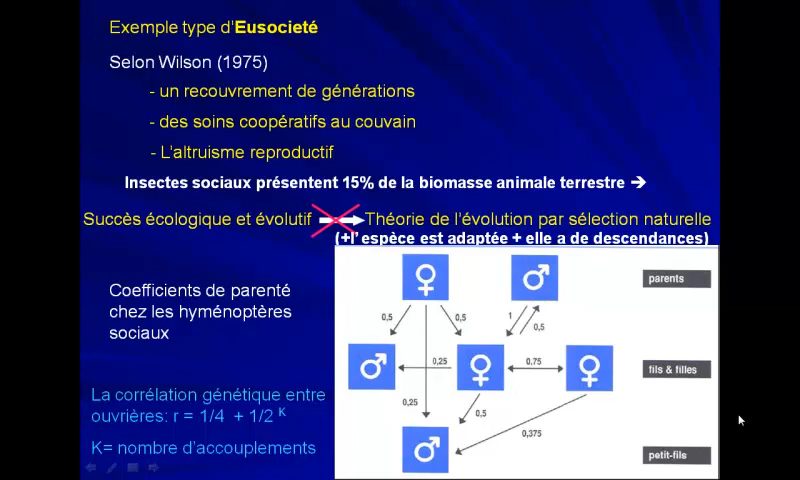 Exemple type d'Eusocieté
Selon Wilson (1975)
- un recouvrement de générations
- des soins coopératifs au couvain
- L'altruisme reproductif
Insectes sociaux présentent 15% de la biomasse animale terrestre ➔
Succès écologique et évolutif Théorie de l'évolution par sélection naturelle
(+l' espèce est adaptée + elle a de descendances)
Coefficients de parenté
chez les hyménoptères
sociaux
La corrélation génétique entre
ouvrières: r = 1/4 + 1/2 K
K= nombre d'accouplements
♀ ♂ parents
0,5 0,5 1 0,5
♂ 0,25 ♀ 0,75 ♀ fils & filles
0,25 0,5 0,375
♂ petit-fils